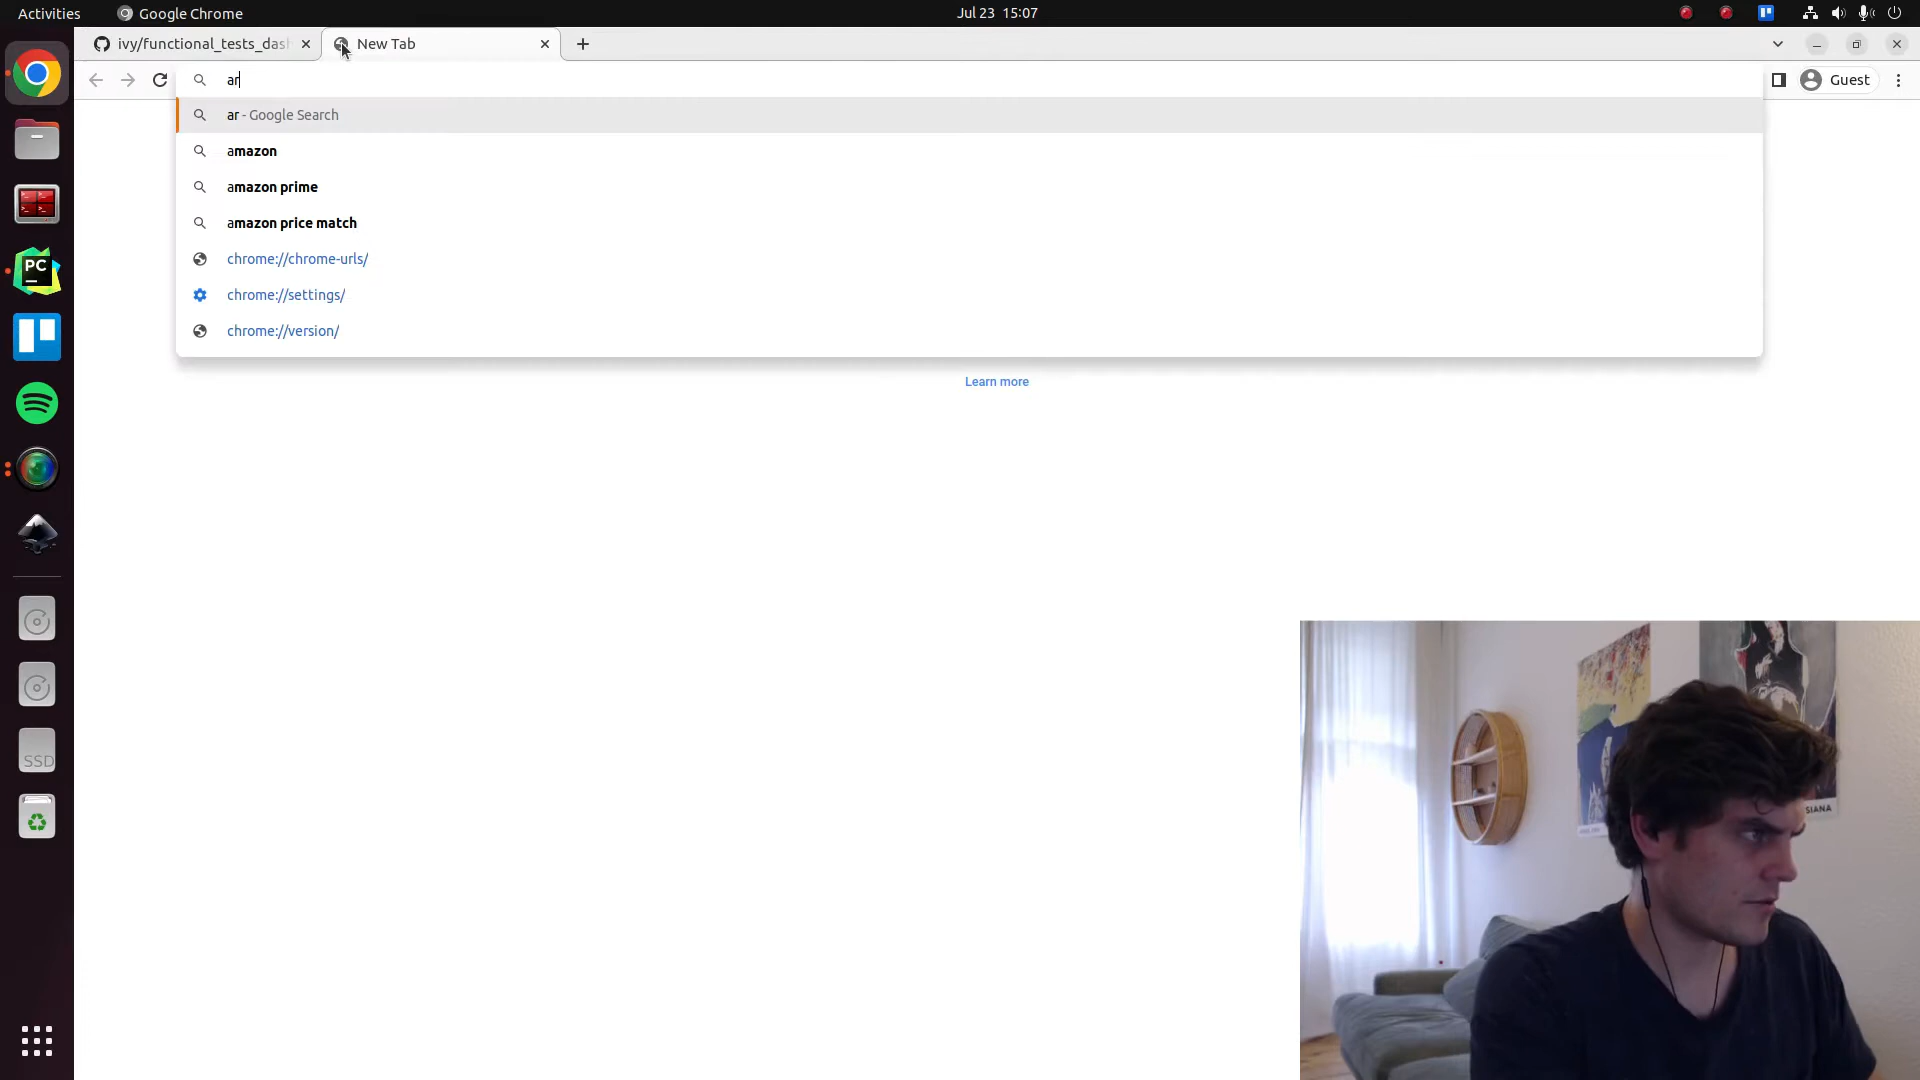 Activities
Google Chrome
Jul 23 15:07
ivy/functional_tests_das
New Tab
ar
Guest
ar - Google Search
amazon
amazon prime
amazon price match
chrome://chrome-urls/
chrome://settings/
chrome://version/
Learn more
PC
SSD
SIANA